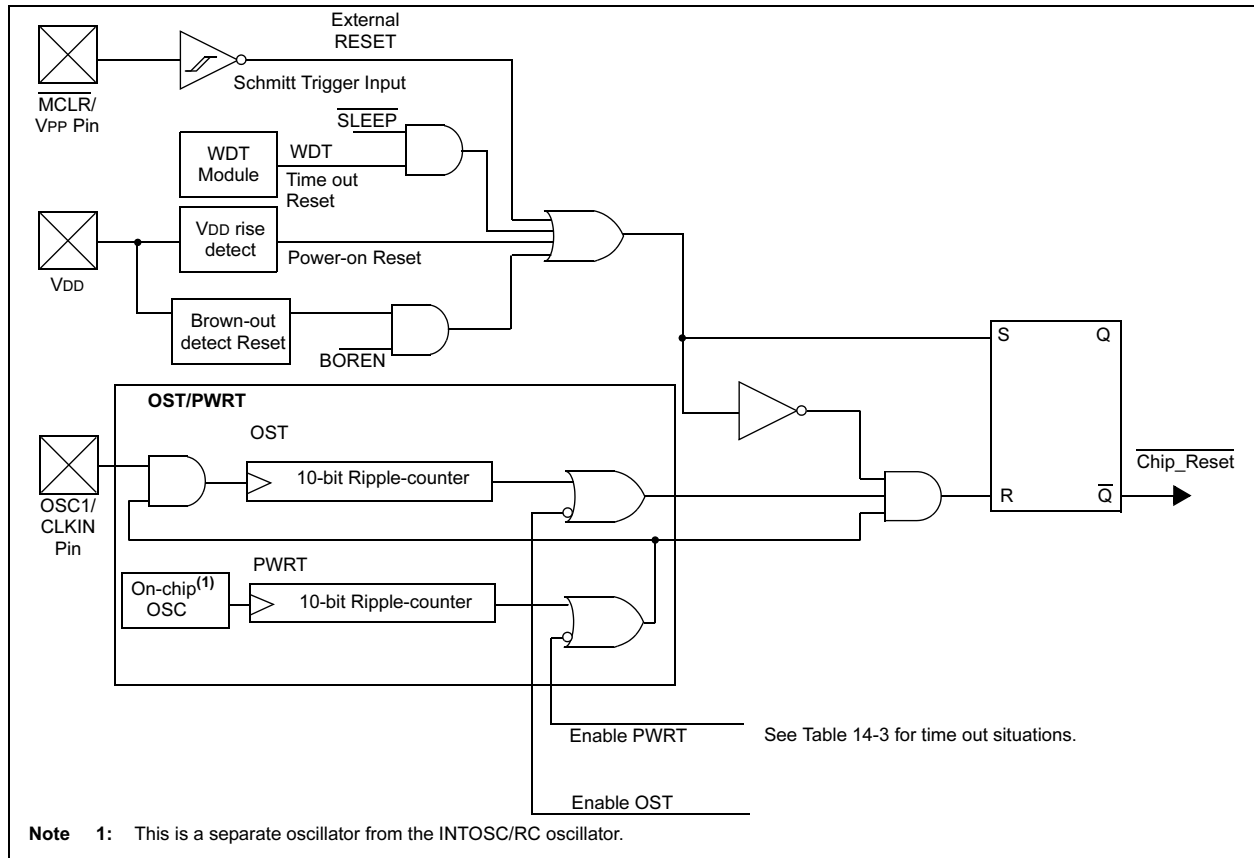 External
RESET
Schmitt Trigger Input
MCLR/
VPP Pin
SLEEP
WDT
Module
WDT
Time out
Reset
VDD rise
detect
Power-on Reset
VDD
Brown-out
detect Reset
BOREN
S
Q
OST/PWRT
OST
10-bit Ripple-counter
OSC1/
CLKIN
Pin
Chip_Reset
R
Q
PWRT
On-chip(1)
OSC
10-bit Ripple-counter
Enable PWRT
See Table 14-3 for time out situations.
Enable OST
Note 1: This is a separate oscillator from the INTOSC/RC oscillator.